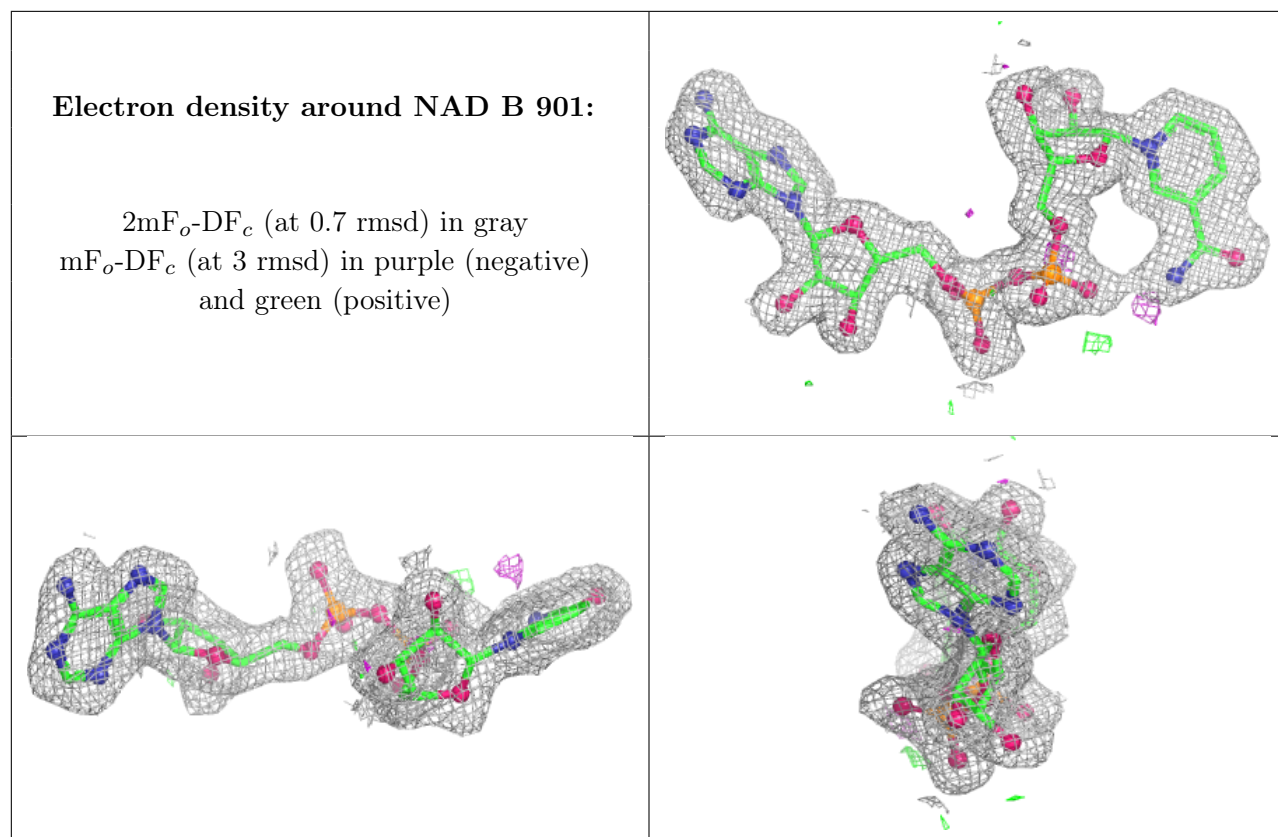 Electron density around NAD B 901:
2mFo-DFc (at 0.7 rmsd) in gray
mFo-DFc (at 3 rmsd) in purple (negative)
and green (positive)